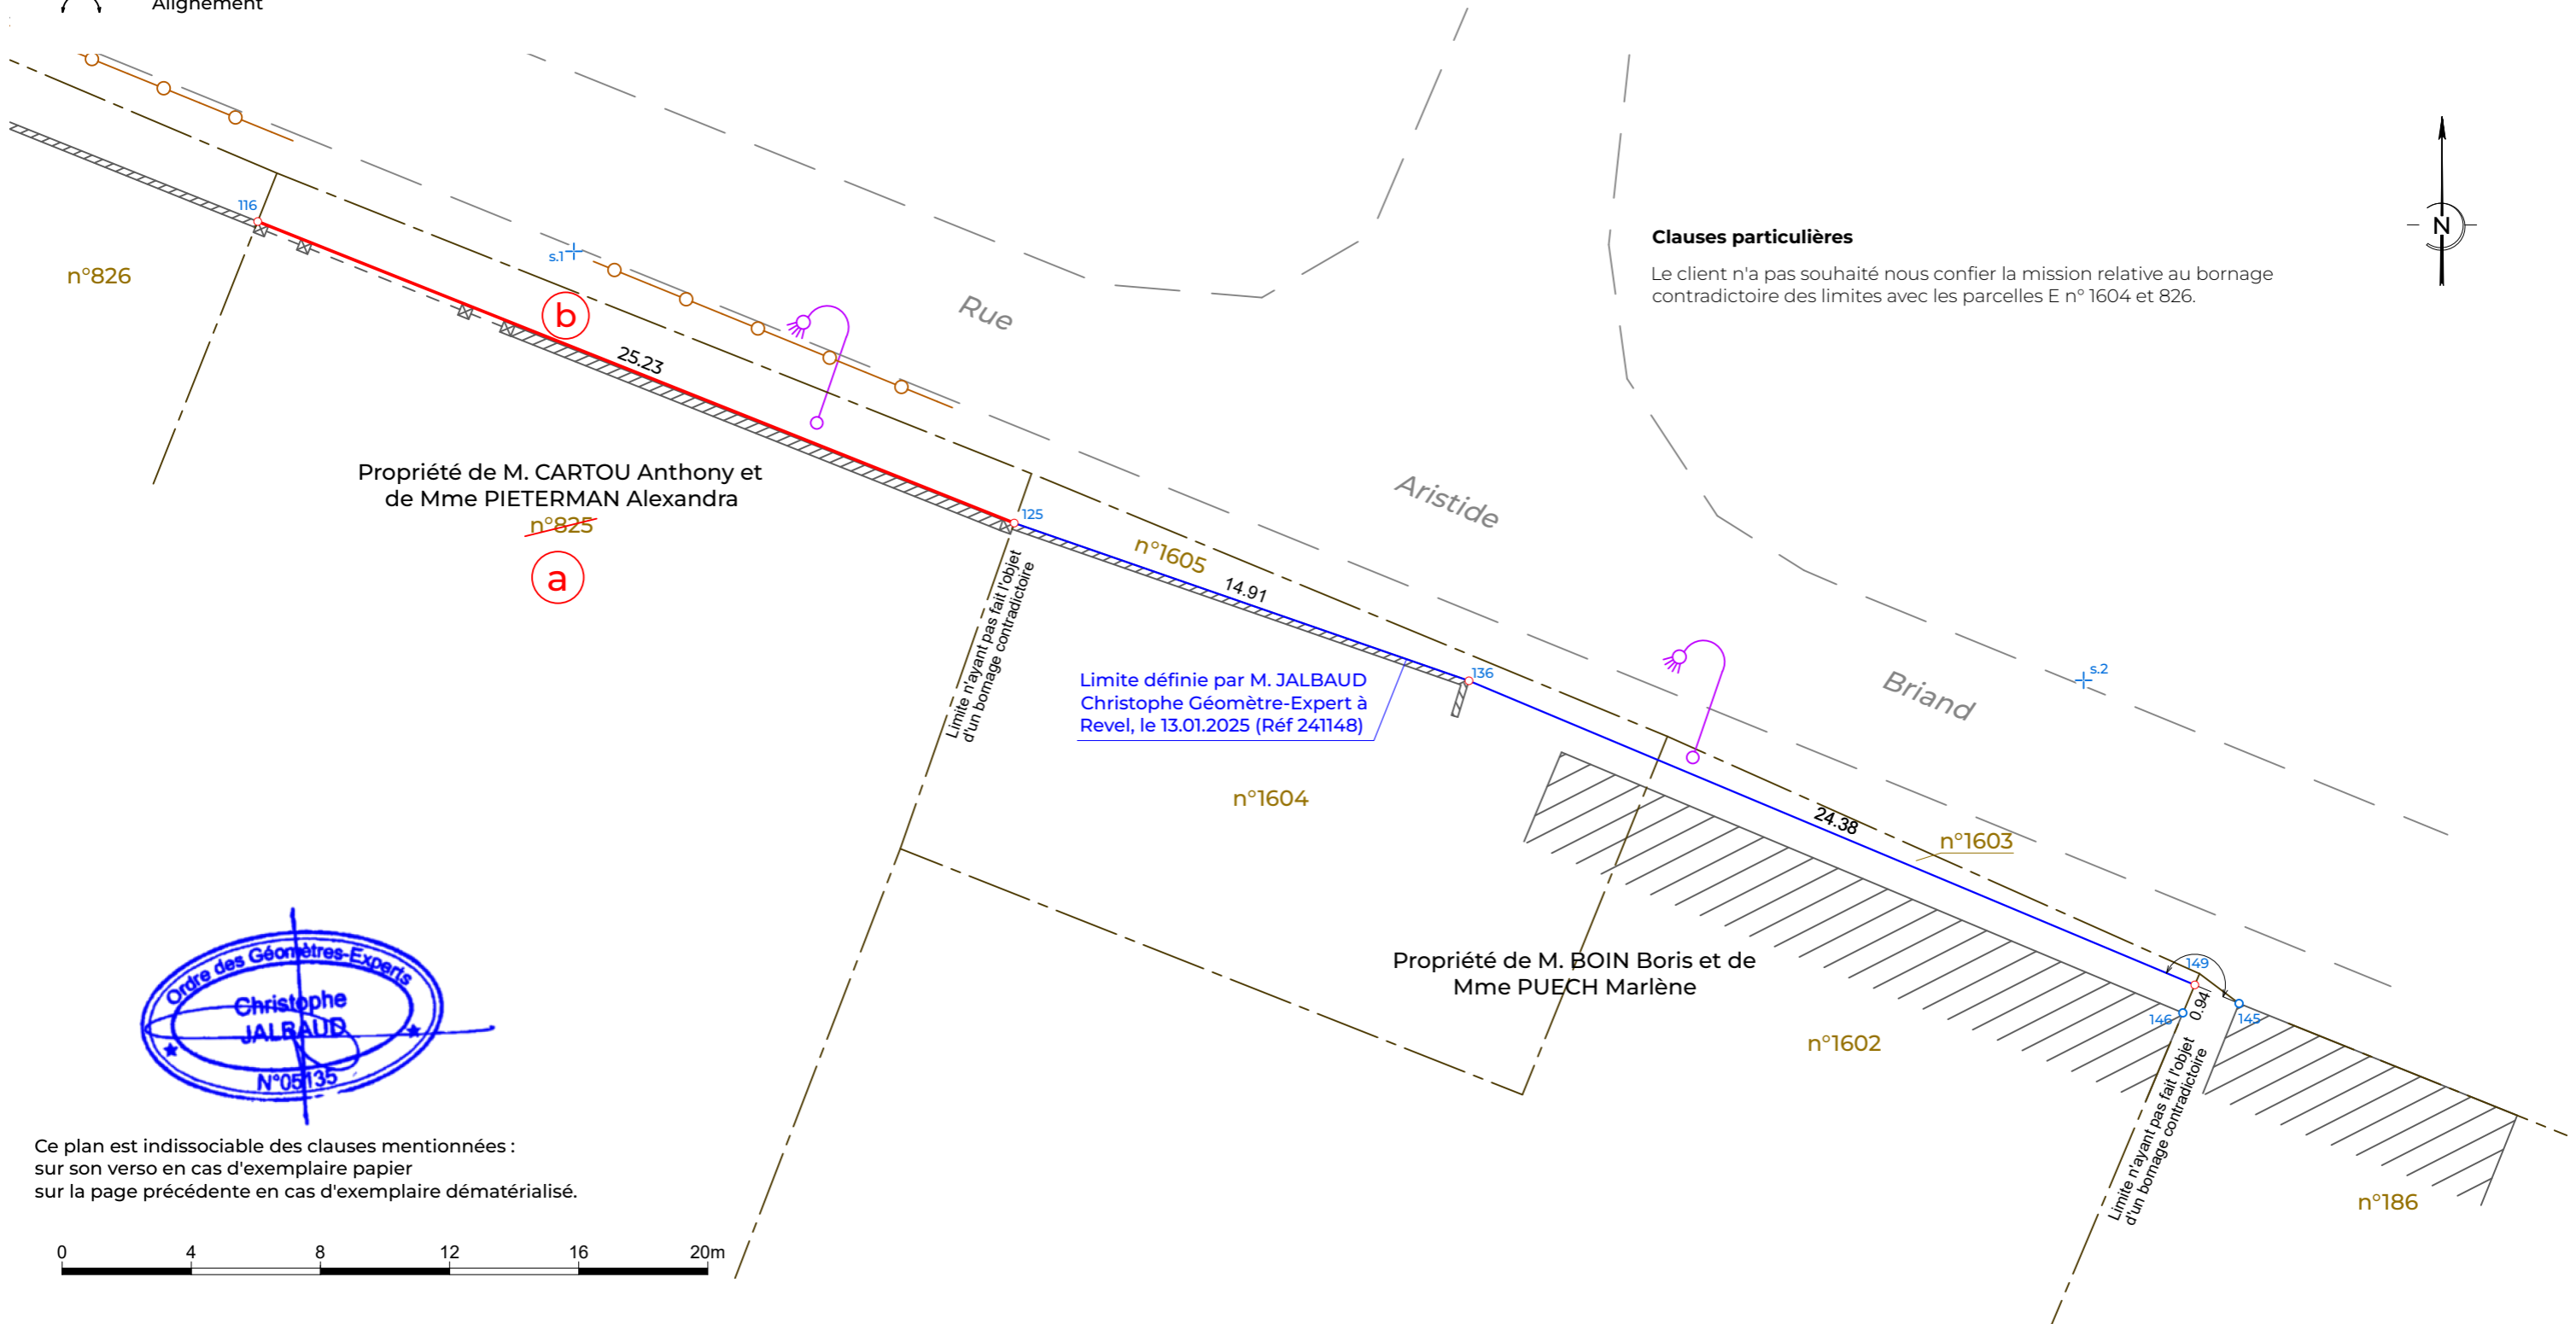 Alignement
116
n°826
s.1
b
25.23
Rue
Clauses particulières
Le client n'a pas souhaité nous confier la mission relative au bornage
contradictoire des limites avec les parcelles E n° 1604 et 826.
N
Propriété de M. CARTOU Anthony et
de Mme PIETERMAN Alexandra
n°825
a
125
n°1605
14.91
Aristide
Limite n'ayant pas fait l'objet
d'un bornage contradictoire
Limite définie par M. JALBAUD
Christophe Géomètre-Expert à
Revel, le 13.01.2025 (Réf 241148)
136
Briand
s.2
n°1604
24.38
n°1603
Propriété de M. BOIN Boris et de
Mme PUECH Marlène
n°1602
149
0.94
146
145
Limite n'ayant pas fait l'objet
d'un bornage contradictoire
n°186
Ordre des Géomètres-Experts
Christophe
JALBAUD
N°05135
Ce plan est indissociable des clauses mentionnées :
sur son verso en cas d'exemplaire papier
sur la page précédente en cas d'exemplaire dématérialisé.
0 4 8 12 16 20m